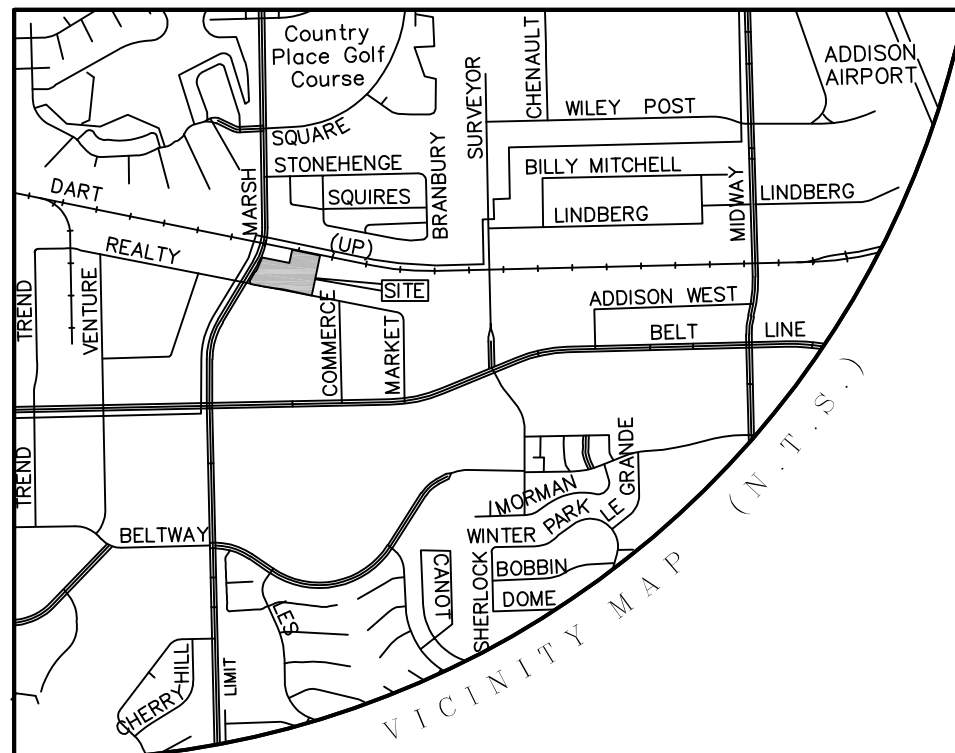 Country
Place Golf
Course
ADDISON
AIRPORT
SURVEYOR
CHENAULT
WILEY POST
SQUARE
STONEHENGE
BRANBURY
BILLY MITCHELL
MARSH
DART
SQUIRES
LINDBERG
LINDBERG
MIDWAY
REALTY
(UP)
SITE
TREND
VENTURE
COMMERCE
MARKET
ADDISON WEST
BELT LINE
TREND
LE GRANDE
MORMAN
WINTER PARK
BELTWAY
CANOT
SHERLOCK
BOBBIN
DOME
LES
CHERRYHILL
LIMIT
VICINITY MAP (N.T.S.)